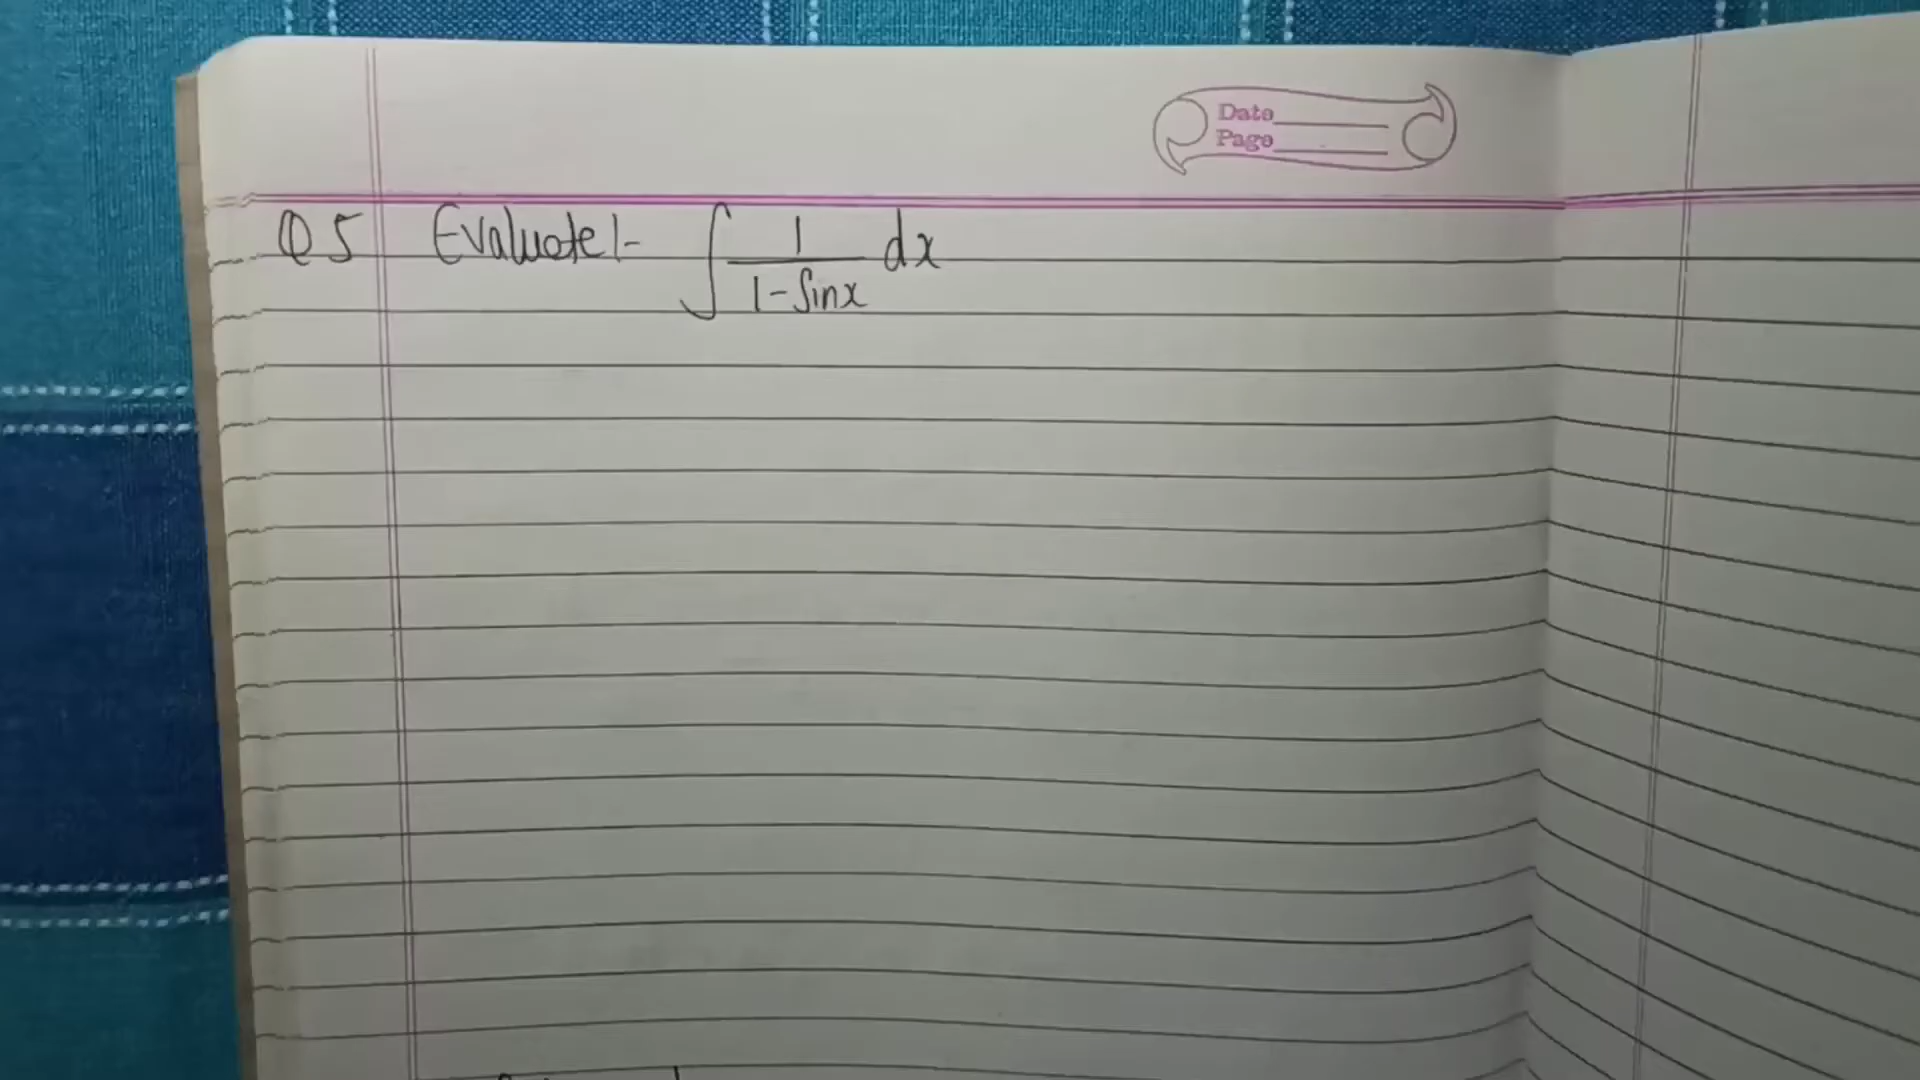 Date
Page
Q5 Evaluate:- ∫ 1/(1-Sinx) dx